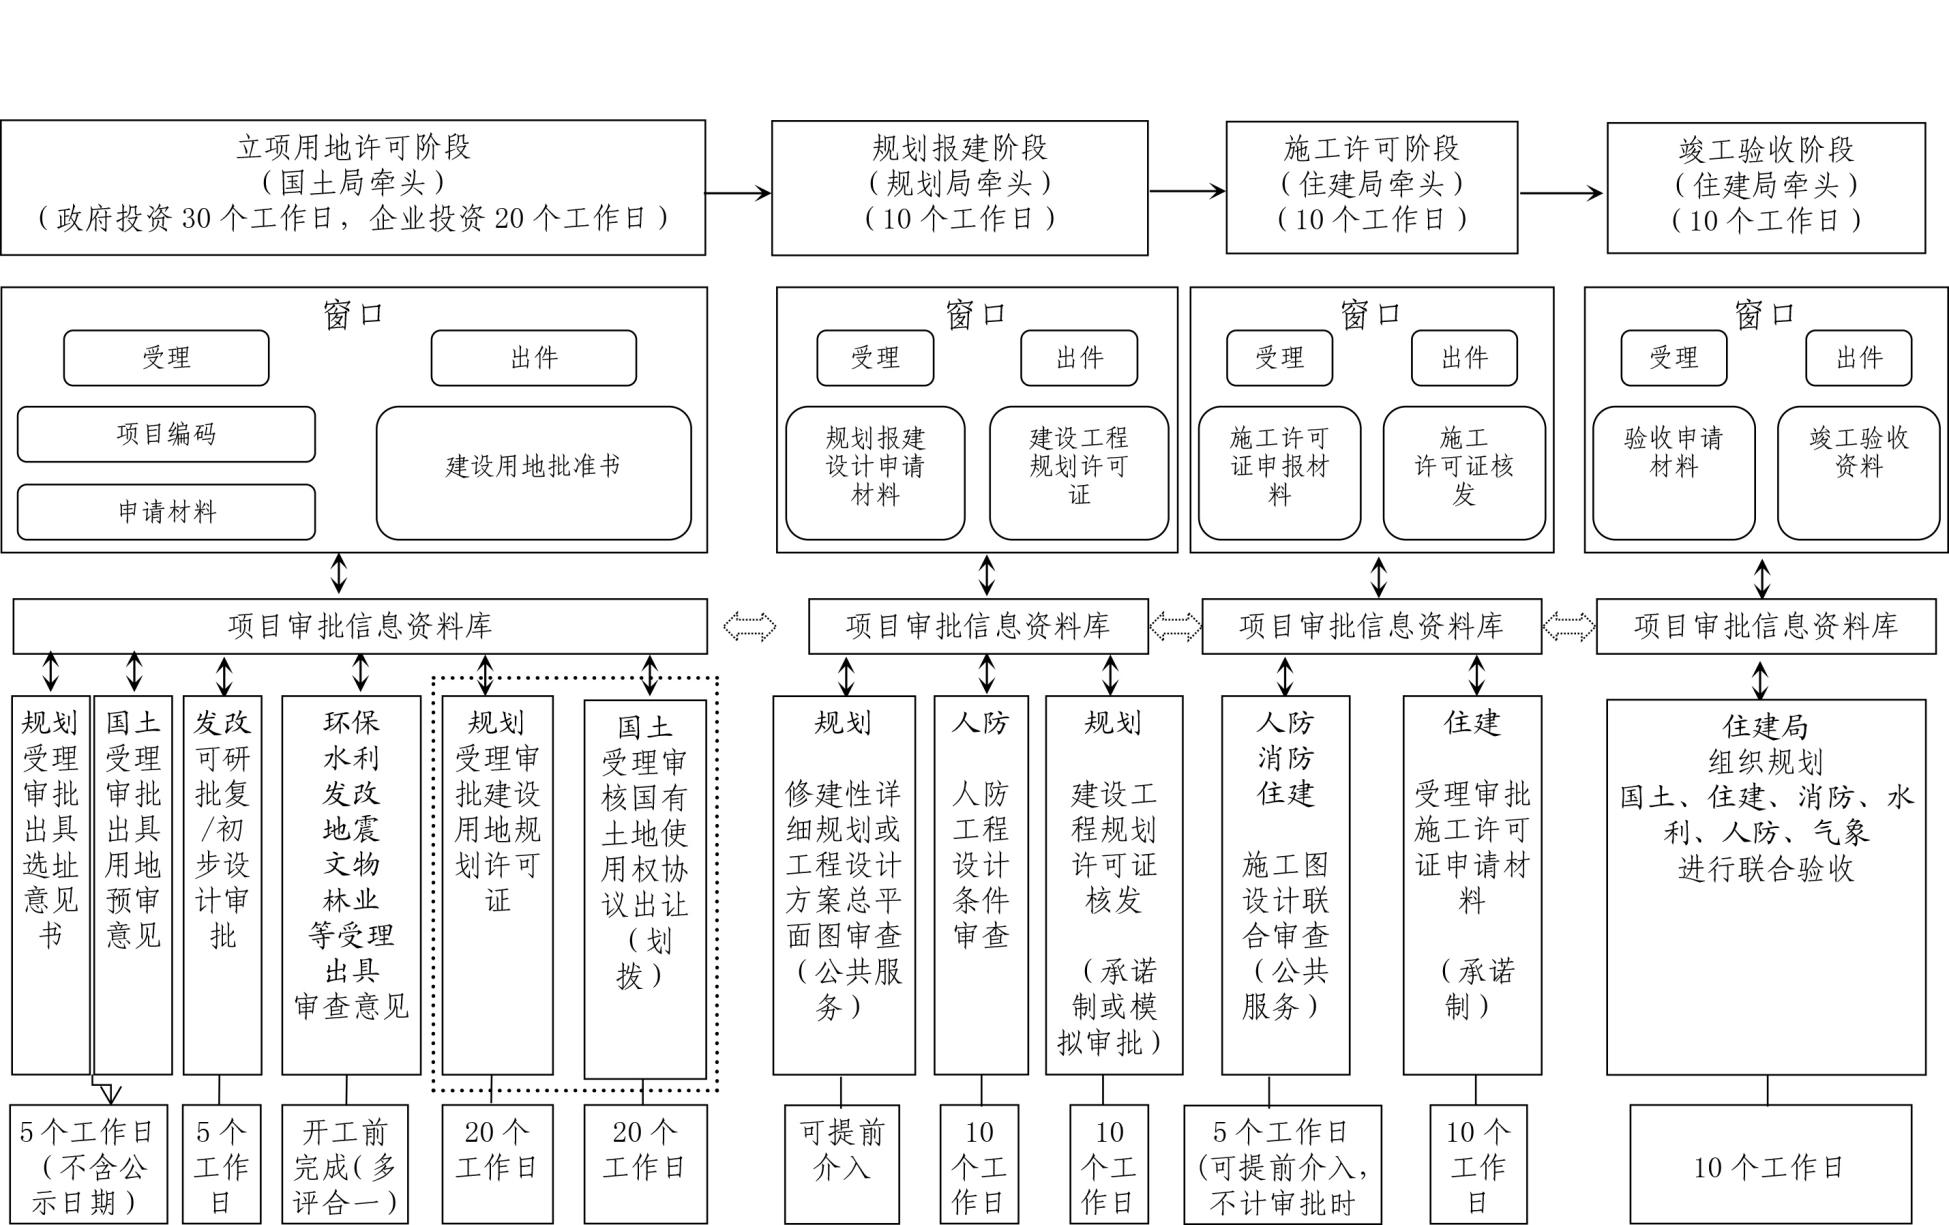 立项用地许可阶段
（国土局牵头）
（政府投资 30 个工作日，企业投资 20 个工作日）
规划报建阶段
（规划局牵头）
（10 个工作日）
施工许可阶段
（住建局牵头）
（10 个工作日）
竣工验收阶段
（住建局牵头）
（10 个工作日）
窗口
受理
出件
项目编码
申请材料
建设用地批准书
窗口
受理
出件
规划报建
设计申请
材料
建设工程
规划许可
证
窗口
受理
出件
施工许可
证申报材
料
施工
许可证核
发
窗口
受理
出件
验收申请
材料
竣工验收
资料
项目审批信息资料库
项目审批信息资料库
项目审批信息资料库
项目审批信息资料库
规划
受理
审批
出具
选址
意见
书
国土
受理
审批
出具
用地
预审
意见
发改
可研
批复
/初
步设
计审
批
环保
水利
发改
地震
文物
林业
等受理
出具
审查意见
规划
受理审
批建设
用地规
划许可
证
国土
受理审
核国有
土地使
用权协
议出让
（划
拨）
规划
修建性详
细规划或
工程设计
方案总平
面图审查
（公共服
务）
人防
人防
工程
设计
条件
审查
规划
建设工
程规划
许可证
核发
（承诺
制或模
拟审批）
人防
消防
住建
施工图
设计联
合审查
（公共
服务）
住建
受理审批
施工许可
证申请材
料
（承诺
制）
住建局
组织规划
国土、住建、消防、水
利、人防、气象
进行联合验收
5 个工作日
（不含公
示日期）
5 个
工作
日
开工前
完成（多
评合一）
20 个
工作日
20 个
工作日
可提前
介入
10
个工
作日
10
个工
作日
5 个工作日
（可提前介入，
不计审批时
10 个
工作
日
10 个工作日